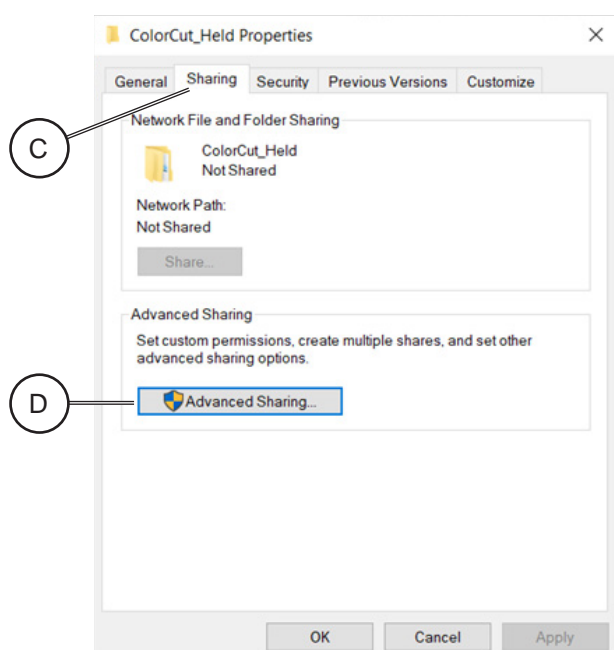 ColorCut_Held Properties
General Sharing Security Previous Versions Customize
C
Network File and Folder Sharing
ColorCut_Held
Not Shared
Network Path:
Not Shared
Share...
Advanced Sharing
Set custom permissions, create multiple shares, and set other
advanced sharing options.
D
Advanced Sharing...
OK Cancel Apply